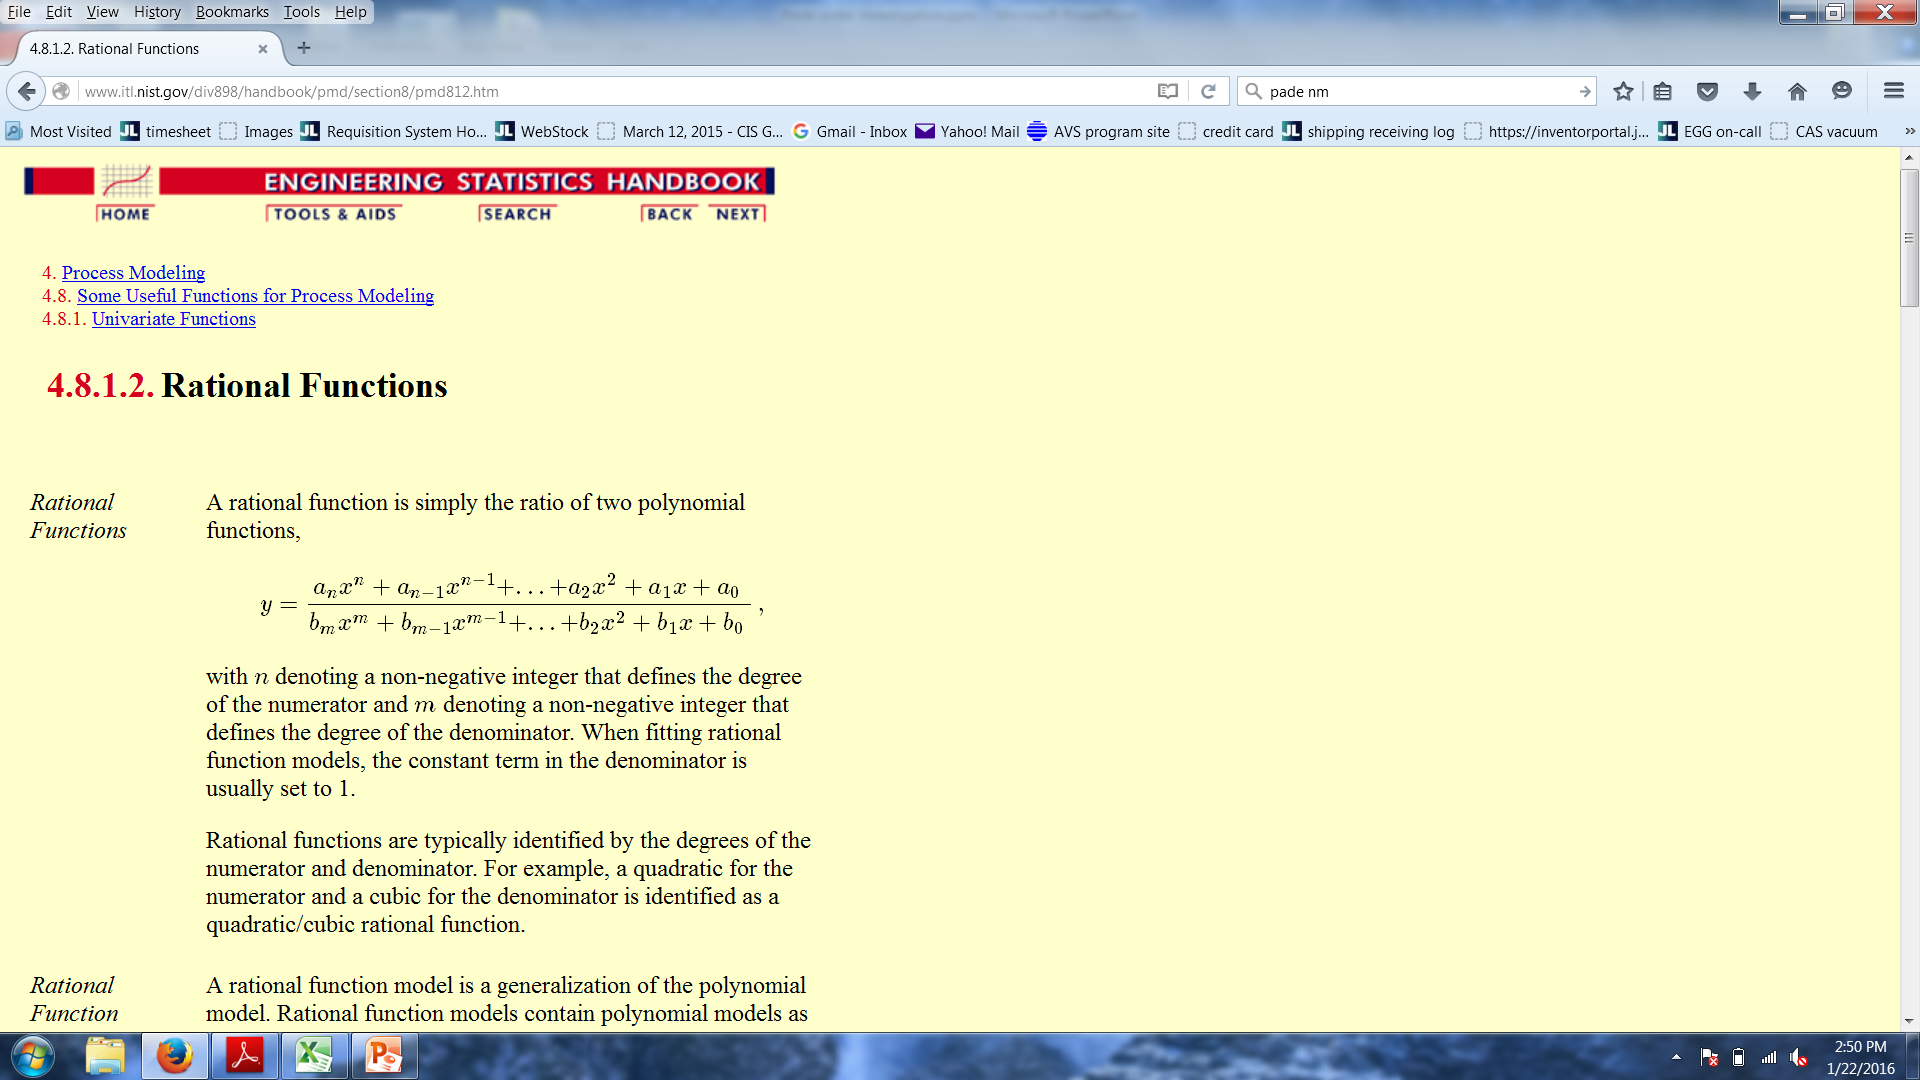 File Edit View History Bookmarks Tools Help
4.8.1.2. Rational Functions
www.itl.nist.gov/div898/handbook/pmd/section8/pmd812.htm
pade nm
Most Visited JL timesheet Images JL Requisition System Ho... JL WebStock March 12, 2015 - CIS G... G Gmail - Inbox Yahoo! Mail AVS program site credit card JL shipping receiving log https://inventorportal.j... JL EGG on-call CAS vacuum »
ENGINEERING STATISTICS HANDBOOK
HOME TOOLS & AIDS SEARCH BACK NEXT
4. Process Modeling
4.8. Some Useful Functions for Process Modeling
4.8.1. Univariate Functions
4.8.1.2. Rational Functions
Rational
Functions
A rational function is simply the ratio of two polynomial
functions,
y = (a_n x^n + a_{n-1} x^{n-1} + ... + a_2 x^2 + a_1 x + a_0) / (b_m x^m + b_{m-1} x^{m-1} + ... + b_2 x^2 + b_1 x + b_0) ,
with n denoting a non-negative integer that defines the degree
of the numerator and m denoting a non-negative integer that
defines the degree of the denominator. When fitting rational
function models, the constant term in the denominator is
usually set to 1.
Rational functions are typically identified by the degrees of the
numerator and denominator. For example, a quadratic for the
numerator and a cubic for the denominator is identified as a
quadratic/cubic rational function.
Rational
Function
A rational function model is a generalization of the polynomial
model. Rational function models contain polynomial models as
2:50 PM
1/22/2016